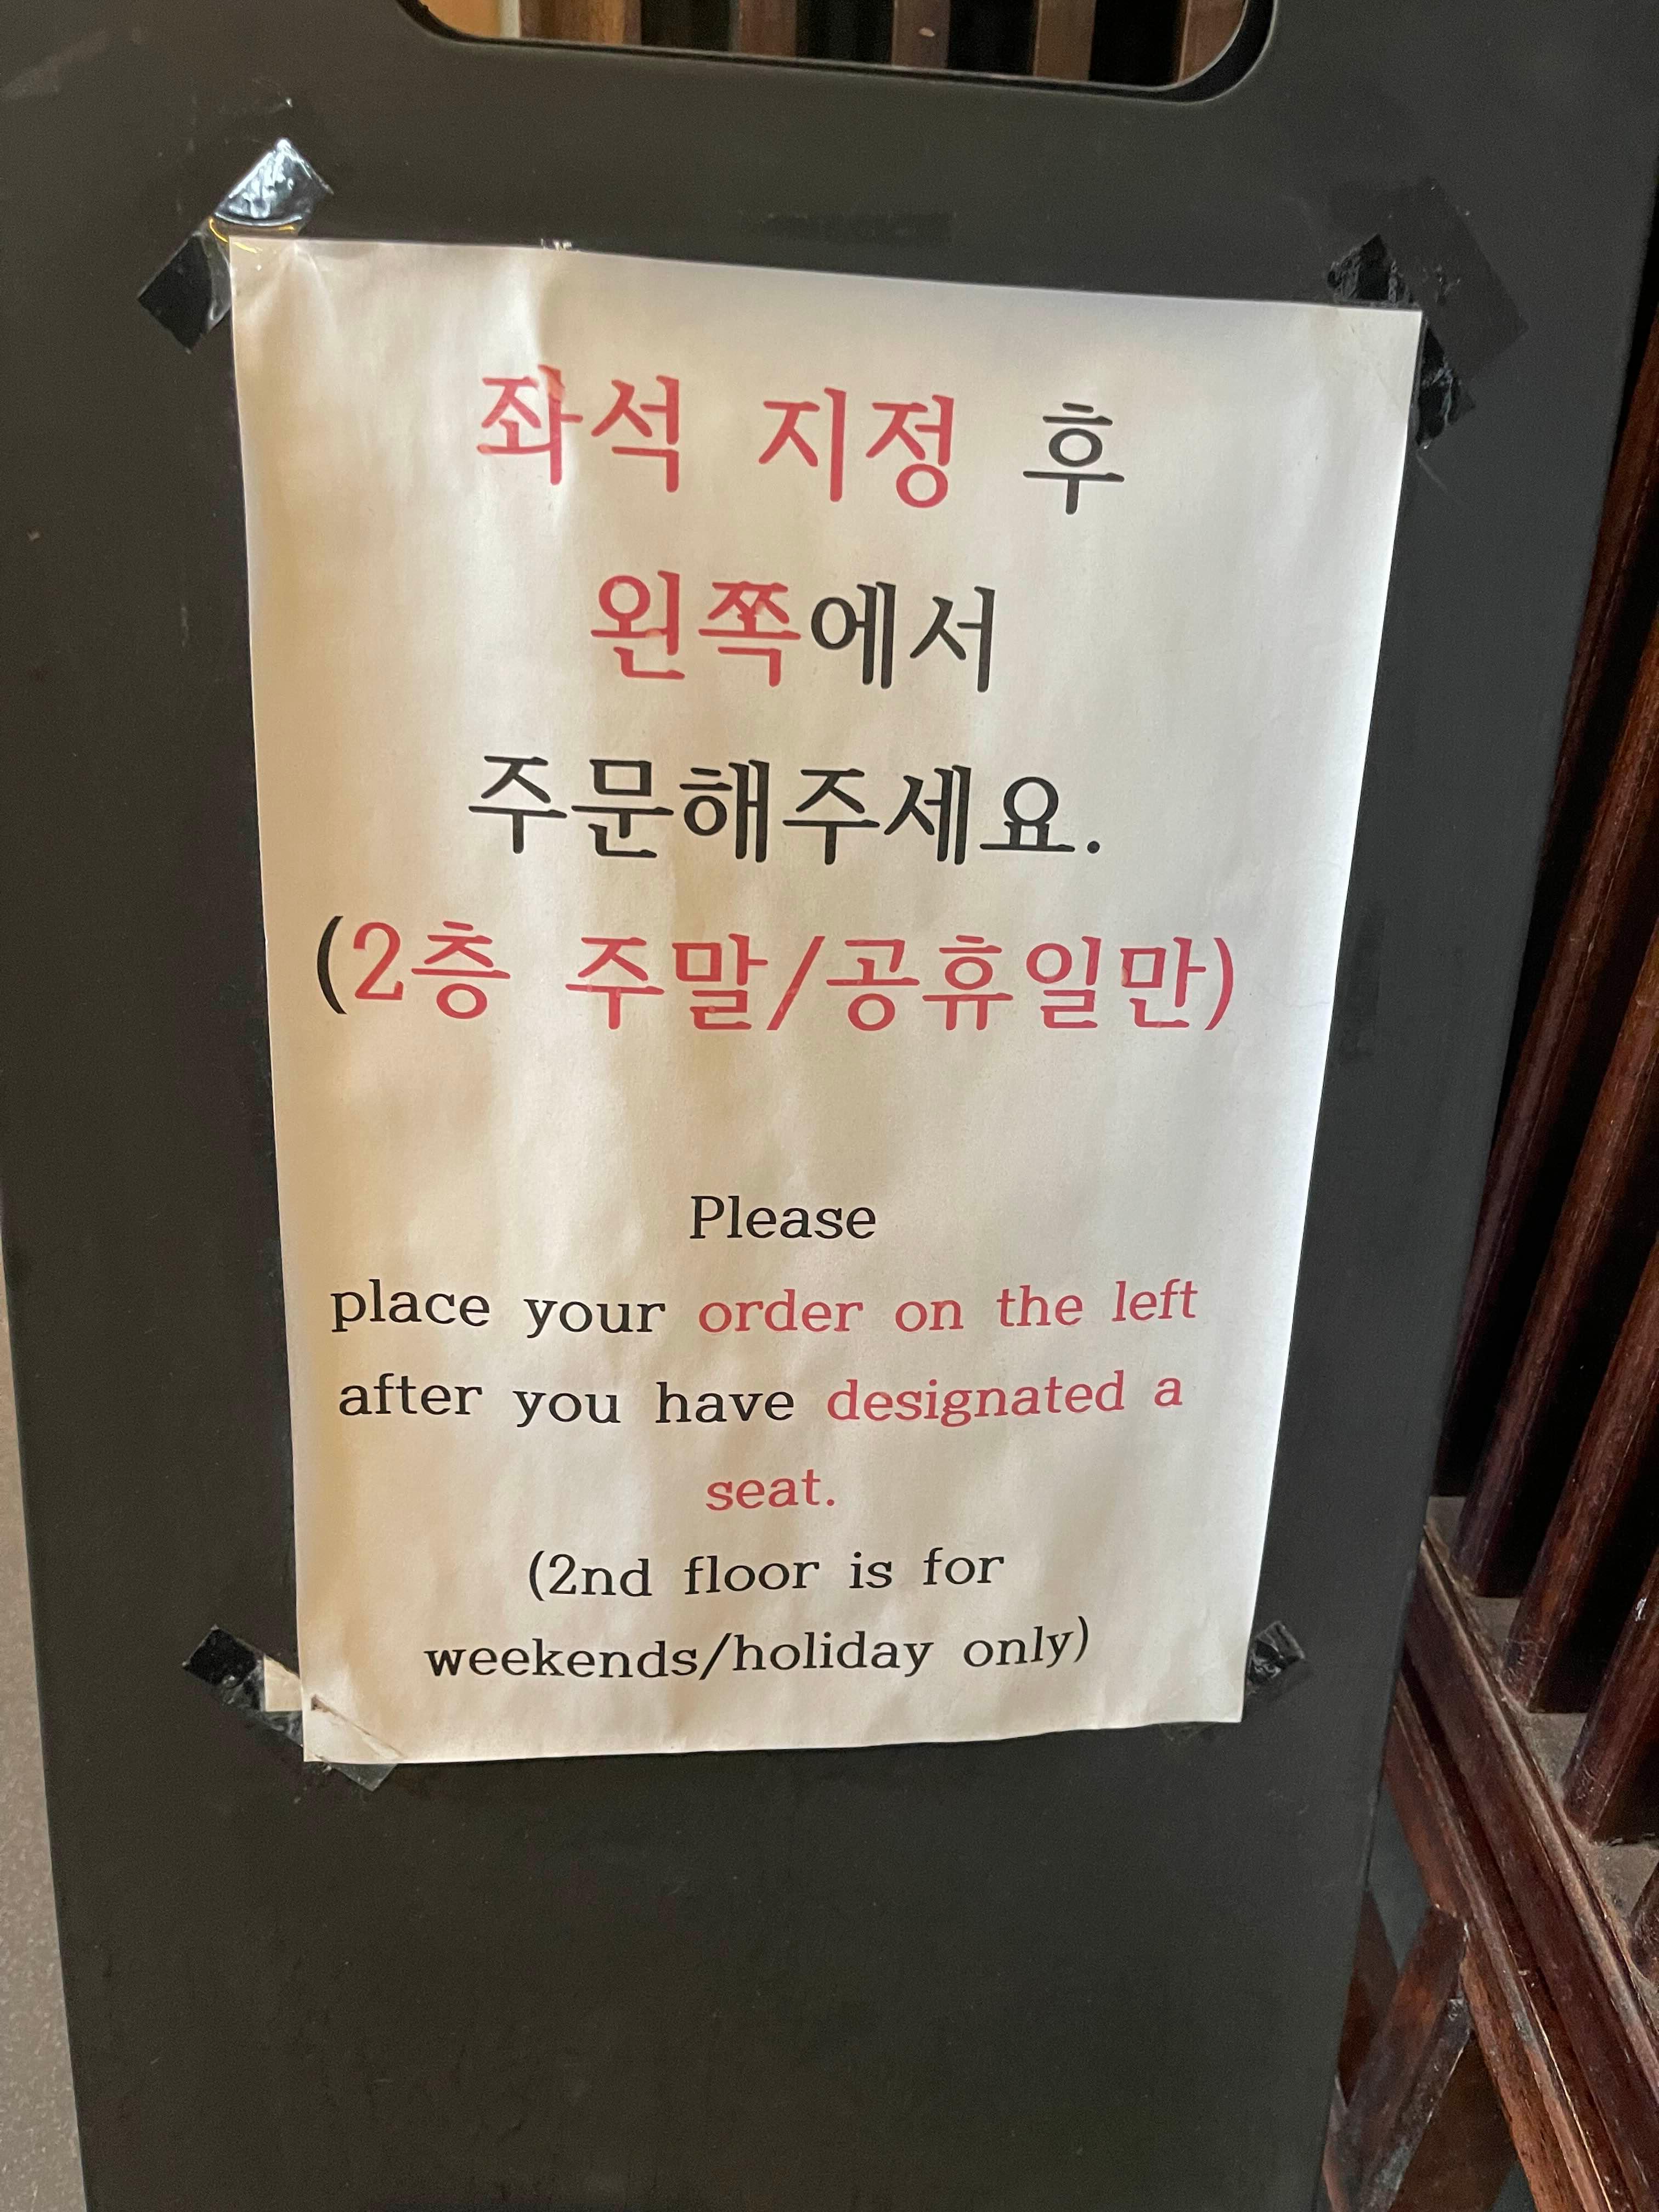 좌석 지정 후
왼쪽에서
주문해주세요.
(2층 주말/공휴일만)
Please
place your order on the left
after you have designated a
seat.
(2nd floor is for
weekends/holiday only)